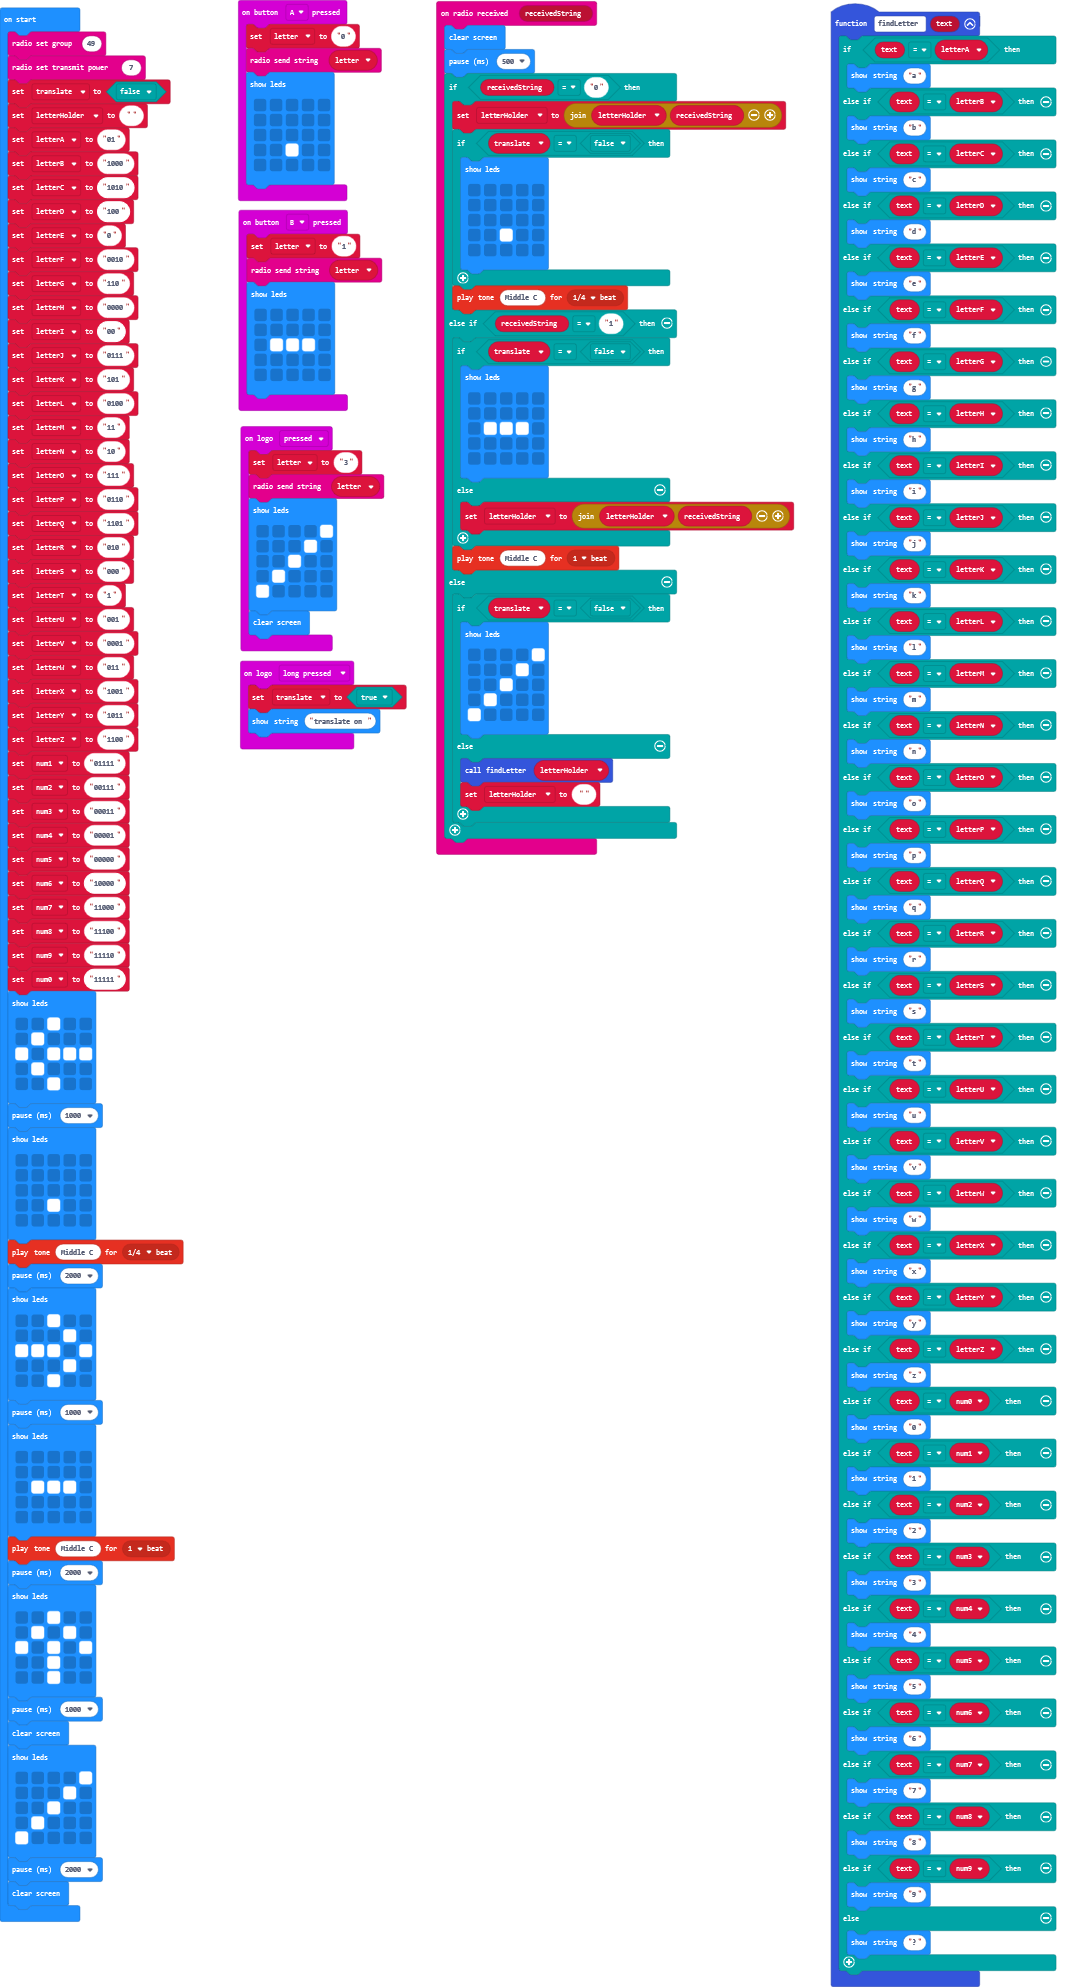 on start
radio set group 49
radio set transmit power 7
set translate to false
set letterHolder to " "
set letterA to "01"
set letterB to "1000"
set letterC to "1010"
set letterD to "100"
set letterE to "0"
set letterF to "0010"
set letterG to "110"
set letterH to "0000"
set letterI to "00"
set letterJ to "0111"
set letterK to "101"
set letterL to "0100"
set letterM to "11"
set letterN to "10"
set letterO to "111"
set letterP to "0110"
set letterQ to "1101"
set letterR to "010"
set letterS to "000"
set letterT to "1"
set letterU to "001"
set letterV to "0001"
set letterW to "011"
set letterX to "1001"
set letterY to "1011"
set letterZ to "1100"
set num1 to "01111"
set num2 to "00111"
set num3 to "00011"
set num4 to "00001"
set num5 to "00000"
set num6 to "10000"
set num7 to "11000"
set num8 to "11100"
set num9 to "11110"
set num0 to "11111"
show leds
pause (ms) 1000
show leds
play tone Middle C for 1/4 beat
pause (ms) 2000
show leds
pause (ms) 1000
show leds
play tone Middle C for 1 beat
pause (ms) 2000
show leds
pause (ms) 1000
clear screen
show leds
pause (ms) 2000
clear screen
on button A pressed
set letter to "0"
radio send string letter
show leds
on button B pressed
set letter to "1"
radio send string letter
show leds
on logo pressed
set letter to "3"
radio send string letter
show leds
clear screen
on logo long pressed
set translate to true
show string "translate on "
on radio received receivedString
clear screen
pause (ms) 500
if receivedString = "0" then
set letterHolder to join letterHolder receivedString
if translate = false then
show leds
play tone Middle C for 1/4 beat
else if receivedString = "1" then
if translate = false then
show leds
else
set letterHolder to join letterHolder receivedString
play tone Middle C for 1 beat
else
if translate = false then
show leds
else
call findLetter letterHolder
set letterHolder to " "
function findLetter text
if text = letterA then
show string "a"
else if text = letterB then
show string "b"
else if text = letterC then
show string "c"
else if text = letterD then
show string "d"
else if text = letterE then
show string "e"
else if text = letterF then
show string "f"
else if text = letterG then
show string "g"
else if text = letterH then
show string "h"
else if text = letterI then
show string "i"
else if text = letterJ then
show string "j"
else if text = letterK then
show string "k"
else if text = letterL then
show string "l"
else if text = letterM then
show string "m"
else if text = letterN then
show string "n"
else if text = letterO then
show string "o"
else if text = letterP then
show string "p"
else if text = letterQ then
show string "q"
else if text = letterR then
show string "r"
else if text = letterS then
show string "s"
else if text = letterT then
show string "t"
else if text = letterU then
show string "u"
else if text = letterV then
show string "v"
else if text = letterW then
show string "w"
else if text = letterX then
show string "x"
else if text = letterY then
show string "y"
else if text = letterZ then
show string "z"
else if text = num0 then
show string "0"
else if text = num1 then
show string "1"
else if text = num2 then
show string "2"
else if text = num3 then
show string "3"
else if text = num4 then
show string "4"
else if text = num5 then
show string "5"
else if text = num6 then
show string "6"
else if text = num7 then
show string "7"
else if text = num8 then
show string "8"
else if text = num9 then
show string "9"
else
show string "?"